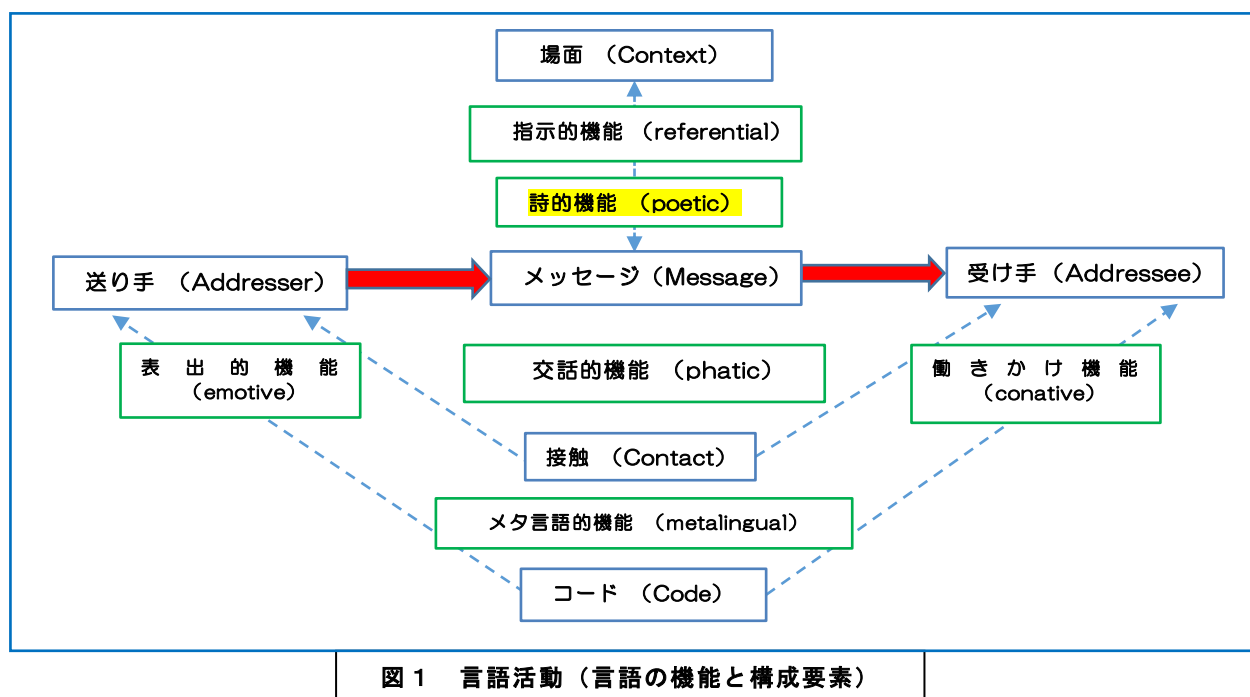 場面 （Context）
指示的機能 （referential）
詩的機能 （poetic）
送り手 （Addresser）
メッセージ（Message）
受け手（Addressee）
表出的機能
（emotive）
交話的機能 （phatic）
働きかけ機能
（conative）
接触 （Contact）
メタ言語的機能 （metalingual）
コード （Code）
図１　言語活動（言語の機能と構成要素）